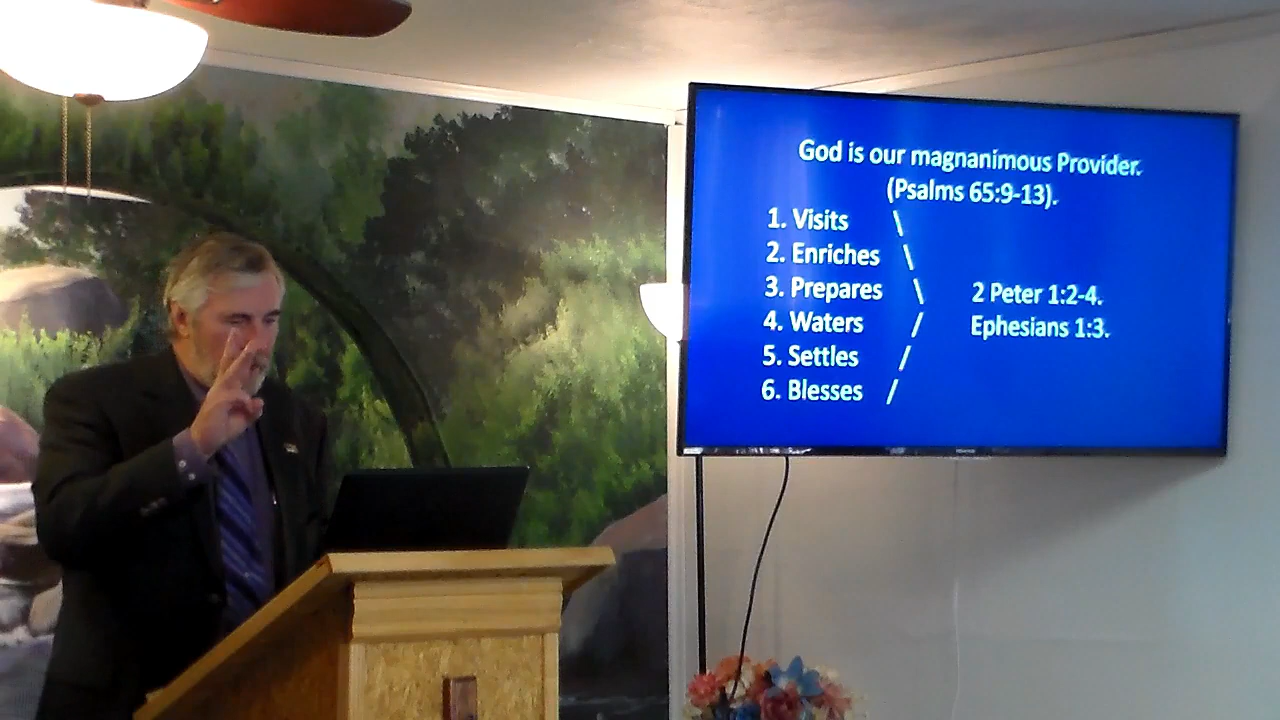 God is our magnanimous Provider.
(Psalms 65:9-13).
1. Visits
2. Enriches
3. Prepares
4. Waters
5. Settles
6. Blesses
2 Peter 1:2-4.
Ephesians 1:3.